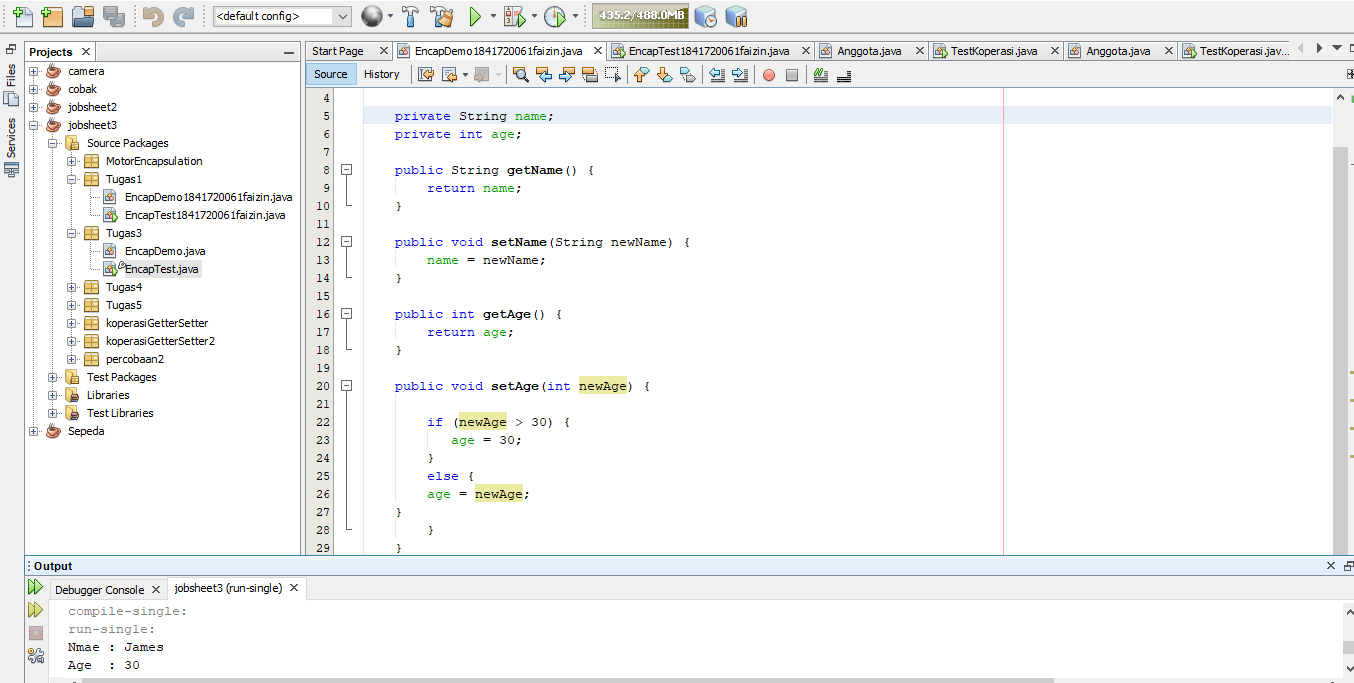 <default config>
435.2/488.0MB
Files
Services
Projects
camera
cobak
jobsheet2
jobsheet3
Source Packages
MotorEncapsulation
Tugas1
EncapDemo1841720061faizin.java
EncapTest1841720061faizin.java
Tugas3
EncapDemo.java
EncapTest.java
Tugas4
Tugas5
koperasiGetterSetter
koperasiGetterSetter2
percobaan2
Test Packages
Libraries
Test Libraries
Sepeda
Start Page EncapDemo1841720061faizin.java EncapTest1841720061faizin.java Anggota.java TestKoperasi.java Anggota.java TestKoperasi.jav...
Source History
4
5 private String name;
6 private int age;
7
8 public String getName() {
9 return name;
10 }
11
12 public void setName(String newName) {
13 name = newName;
14 }
15
16 public int getAge() {
17 return age;
18 }
19
20 public void setAge(int newAge) {
21
22 if (newAge > 30) {
23 age = 30;
24 }
25 else {
26 age = newAge;
27 }
28 }
29 }
Output
Debugger Console jobsheet3 (run-single)
compile-single:
run-single:
Nmae : James
Age : 30